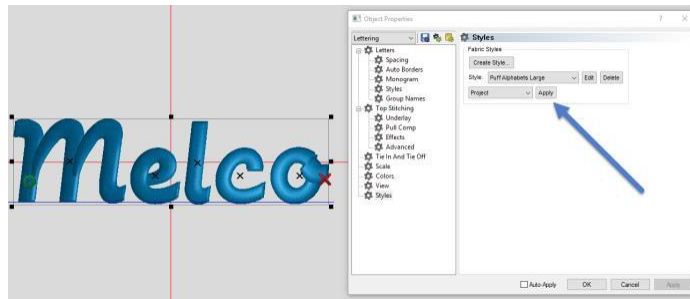 Melco
Object Properties
Lettering
Letters
Spacing
Auto Borders
Monogram
Styles
Group Names
Top Stitching
Underlay
Pull Comp
Effects
Advanced
Tie In And Tie Off
Scale
Colors
View
Styles
Styles
Fabric Styles
Create Style...
Style: Puff Alphabets Large Edit Delete
Project Apply
Auto-Apply OK Cancel Apply